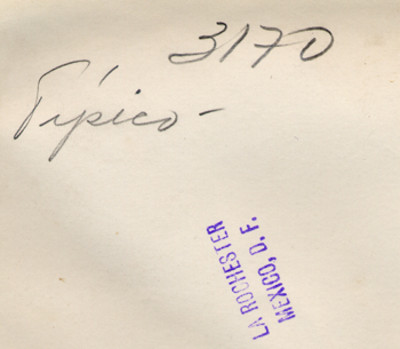 3170
Típico -
LA ROCHESTER
MEXICO, D. F.